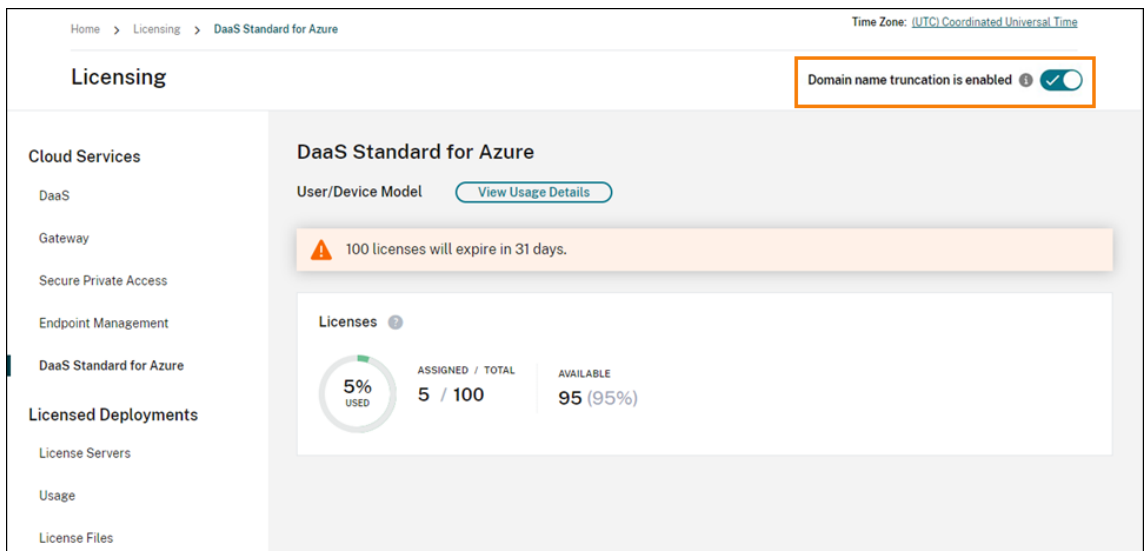 Home > Licensing > DaaS Standard for Azure
Time Zone: (UTC) Coordinated Universal Time
Licensing
Domain name truncation is enabled
Cloud Services
DaaS
Gateway
Secure Private Access
Endpoint Management
DaaS Standard for Azure
Licensed Deployments
License Servers
Usage
License Files
DaaS Standard for Azure
User/Device Model View Usage Details
100 licenses will expire in 31 days.
Licenses ?
5%
USED
ASSIGNED / TOTAL
5 / 100
AVAILABLE
95 (95%)